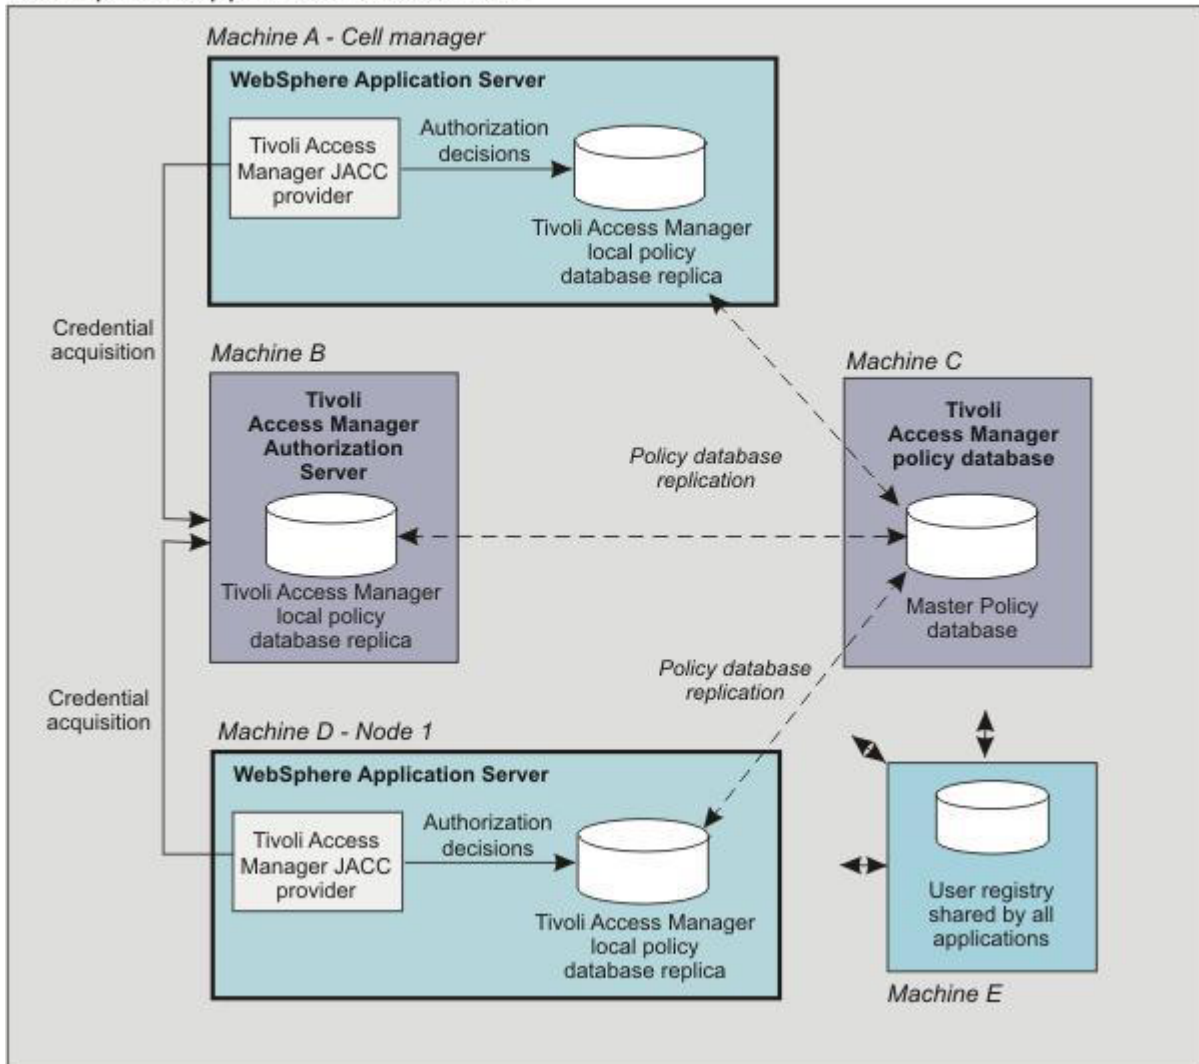 Machine A - Cell manager
WebSphere Application Server
Tivoli Access
Manager JACC
provider
Authorization
decisions
Tivoli Access Manager
local policy
database replica
Credential
acquisition
Machine B
Tivoli
Access Manager
Authorization
Server
Tivoli Access Manager
local policy
database replica
Policy database
replication
Machine C
Tivoli
Access Manager
policy database
Master Policy
database
Credential
acquisition
Policy database
replication
Machine D - Node 1
WebSphere Application Server
Tivoli Access
Manager JACC
provider
Authorization
decisions
Tivoli Access Manager
local policy
database replica
User registry
shared by all
applications
Machine E